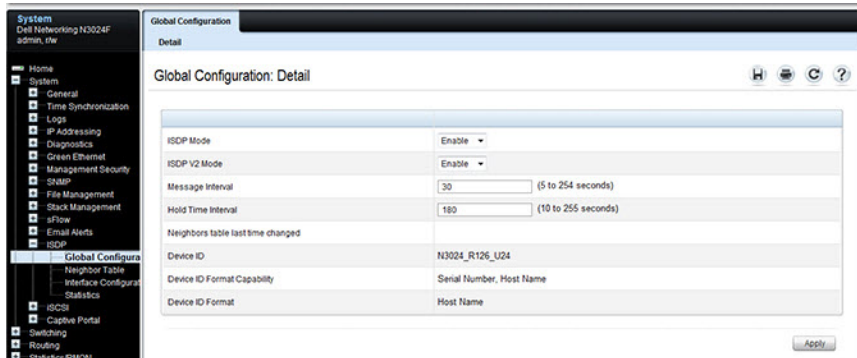 System
Dell Networking N3024F
admin, r/w
Home
System
General
Time Synchronization
Logs
IP Addressing
Diagnostics
Green Ethernet
Management Security
SNMP
File Management
Stack Management
sFlow
Email Alerts
ISDP
Global Configura
Neighbor Table
Interface Configurat
Statistics
iSCSI
Captive Portal
Switching
Routing
Statistics/RMON
Global Configuration
Detail
Global Configuration: Detail
ISDP Mode Enable
ISDP V2 Mode Enable
Message Interval 30 (5 to 254 seconds)
Hold Time Interval 180 (10 to 255 seconds)
Neighbors table last time changed
Device ID N3024_R126_U24
Device ID Format Capability Serial Number, Host Name
Device ID Format Host Name
Apply